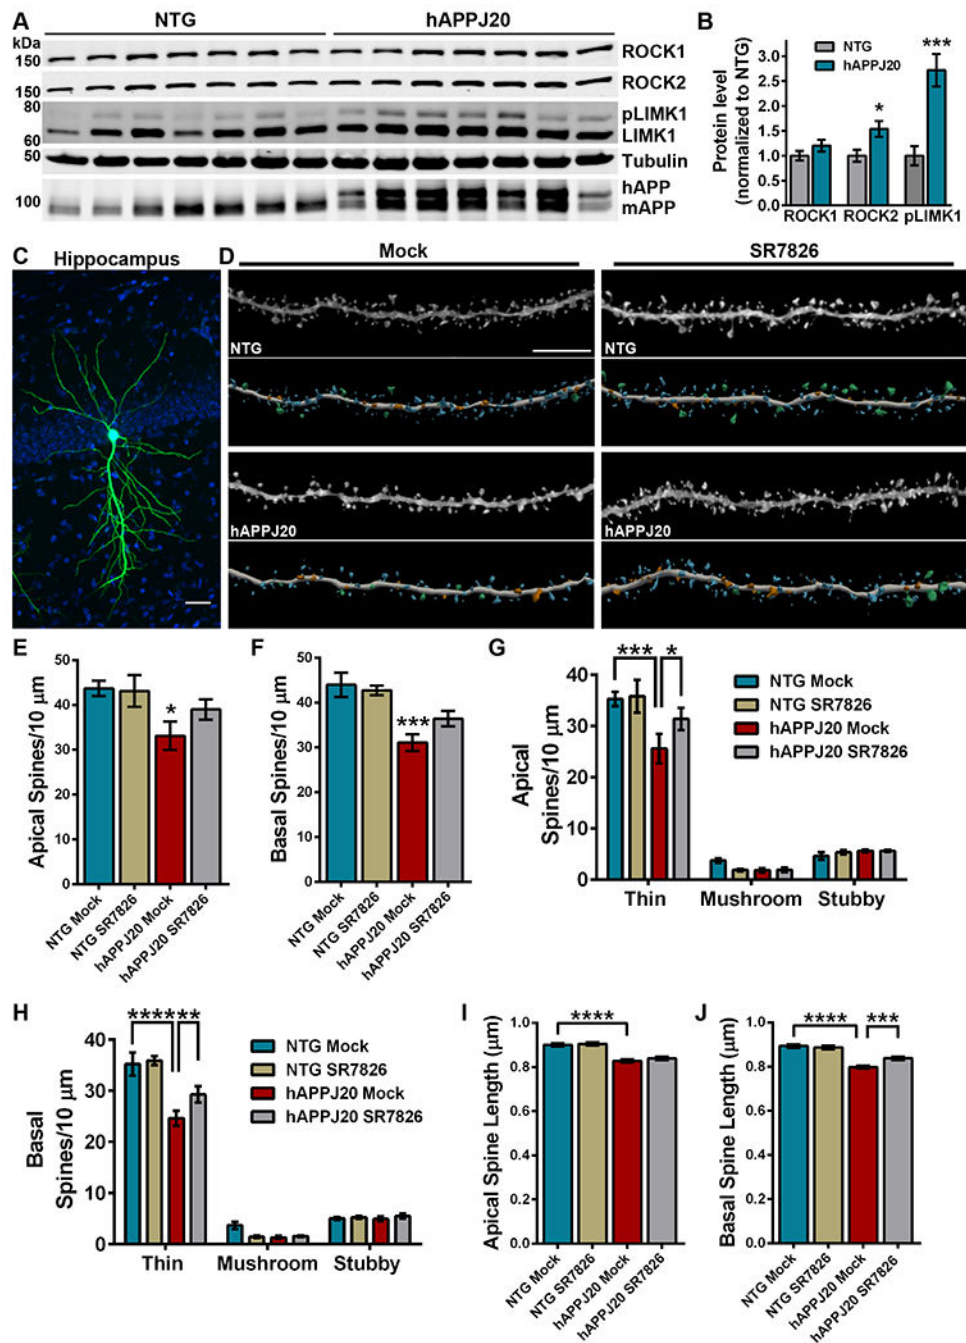 A
NTG
hAPPJ20
kDa
150
ROCK1
150
ROCK2
80
pLIMK1
60
LIMK1
50
Tubulin
100
hAPP
mAPP
B
NTG
hAPPJ20
***
*
Protein level
(normalized to NTG)
3.0
2.5
2.0
1.5
1.0
0.5
0.0
ROCK1 ROCK2 pLIMK1
C Hippocampus
D
Mock
SR7826
NTG
NTG
hAPPJ20
hAPPJ20
E
Apical Spines/10 μm
50
40
30
20
10
0
*
NTG Mock
NTG SR7826
hAPPJ20 Mock
hAPPJ20 SR7826
F
Basal Spines/10 μm
50
40
30
20
10
0
***
NTG Mock
NTG SR7826
hAPPJ20 Mock
hAPPJ20 SR7826
G
Apical
Spines/10 μm
40
30
20
10
0
*** *
NTG Mock
NTG SR7826
hAPPJ20 Mock
hAPPJ20 SR7826
Thin Mushroom Stubby
H
Basal
Spines/10 μm
40
30
20
10
0
******
NTG Mock
NTG SR7826
hAPPJ20 Mock
hAPPJ20 SR7826
Thin Mushroom Stubby
I
Apical Spine Length (μm)
1.0
0.8
0.6
0.4
0.2
0.0
****
NTG Mock
NTG SR7826
hAPPJ20 Mock
hAPPJ20 SR7826
J
Basal Spine Length (μm)
1.0
0.8
0.6
0.4
0.2
0.0
**** ***
NTG Mock
NTG SR7826
hAPPJ20 Mock
hAPPJ20 SR7826